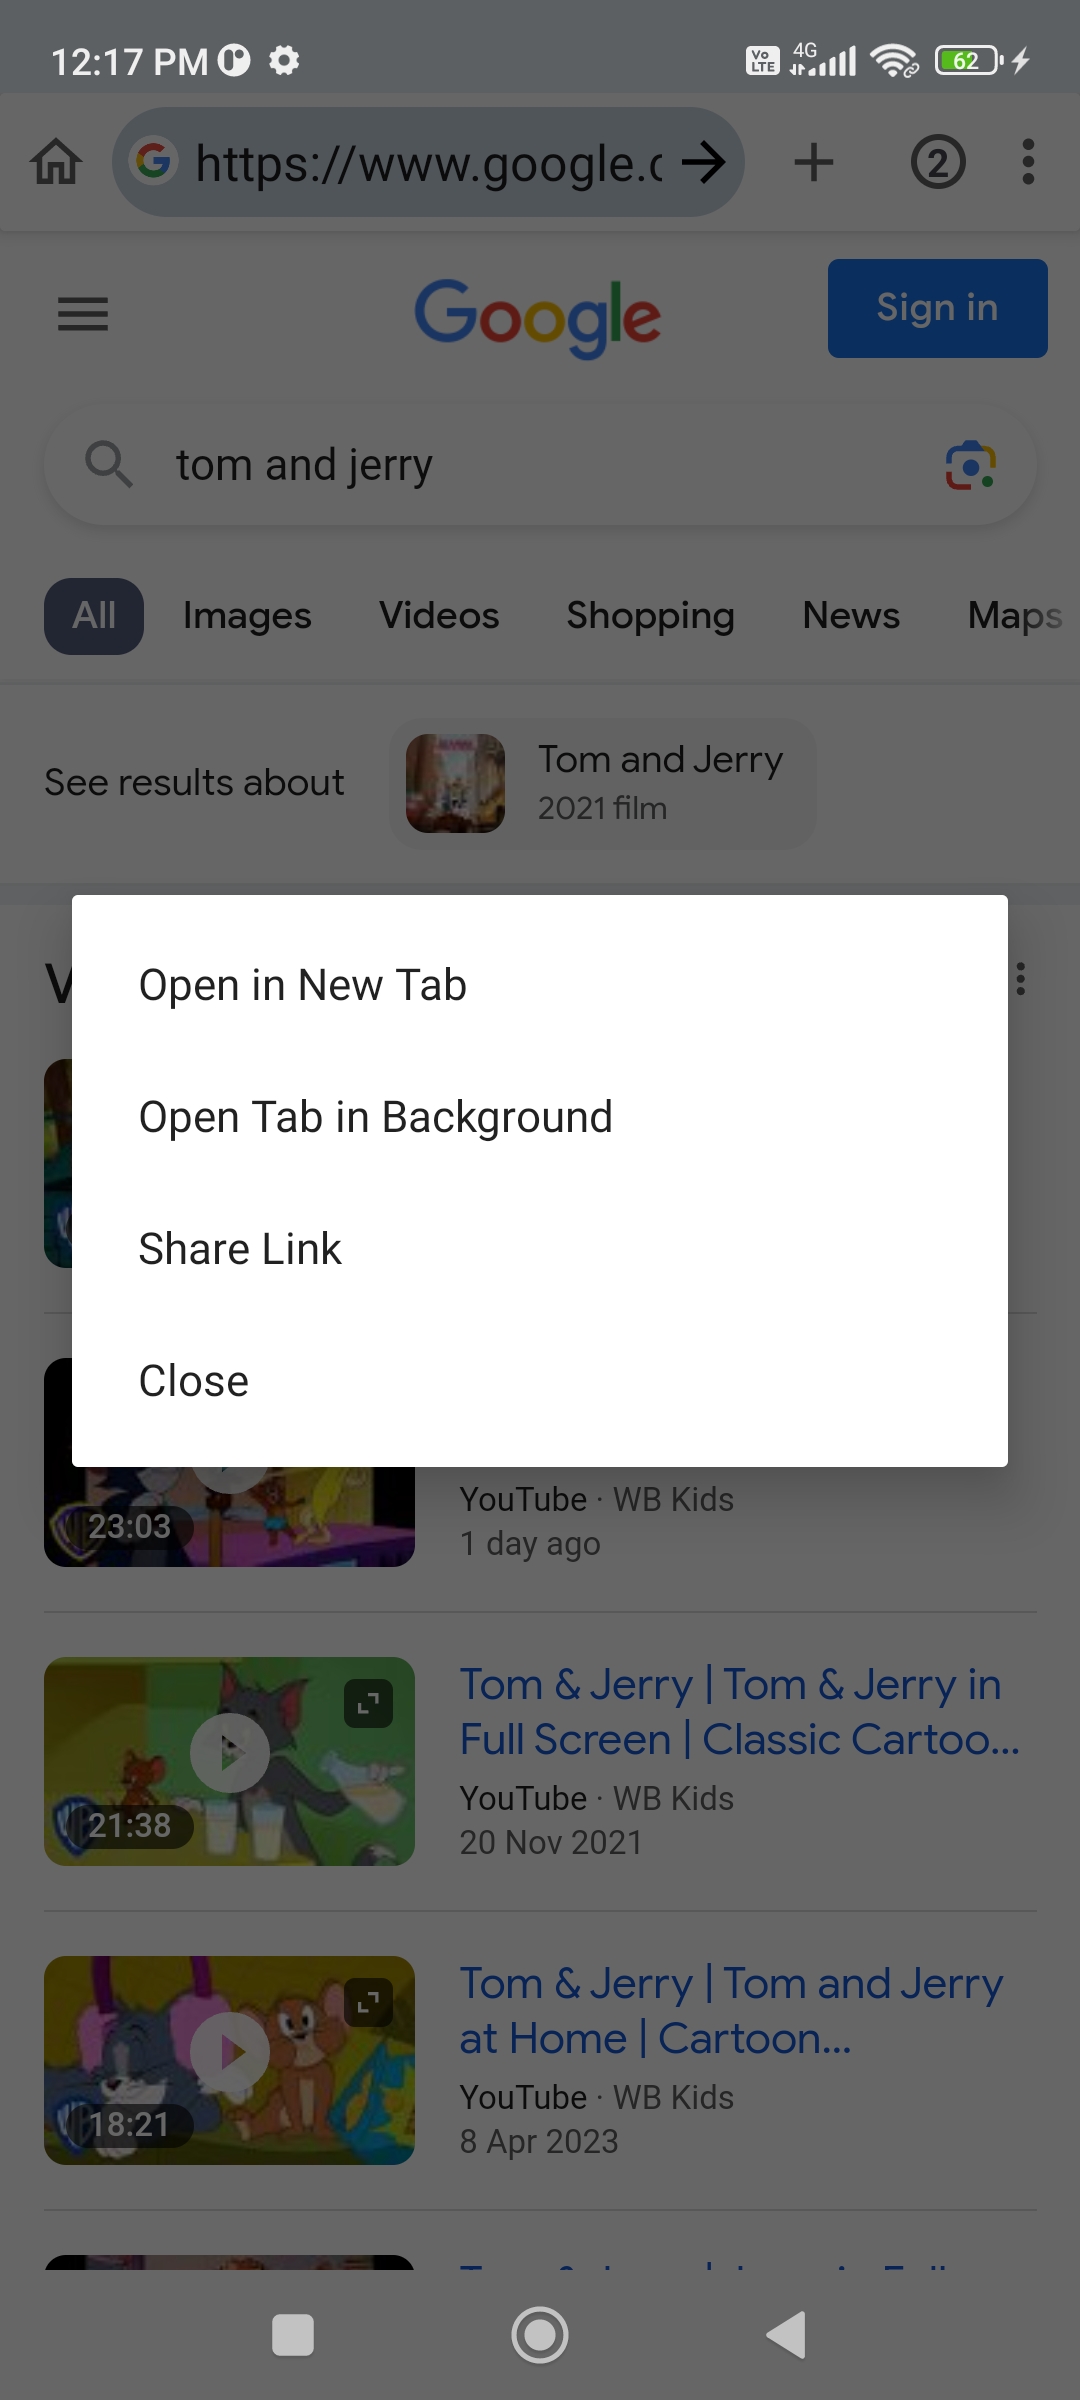 12:17 PM
Vo LTE 4G 62
https://www.google.c
2
Google
Sign in
tom and jerry
All Images Videos Shopping News Maps
See results about
Tom and Jerry
2021 film
Open in New Tab
Open Tab in Background
Share Link
Close
23:03
YouTube · WB Kids
1 day ago
Tom & Jerry | Tom & Jerry in
Full Screen | Classic Cartoo...
YouTube · WB Kids
20 Nov 2021
21:38
Tom & Jerry | Tom and Jerry
at Home | Cartoon...
YouTube · WB Kids
8 Apr 2023
18:21